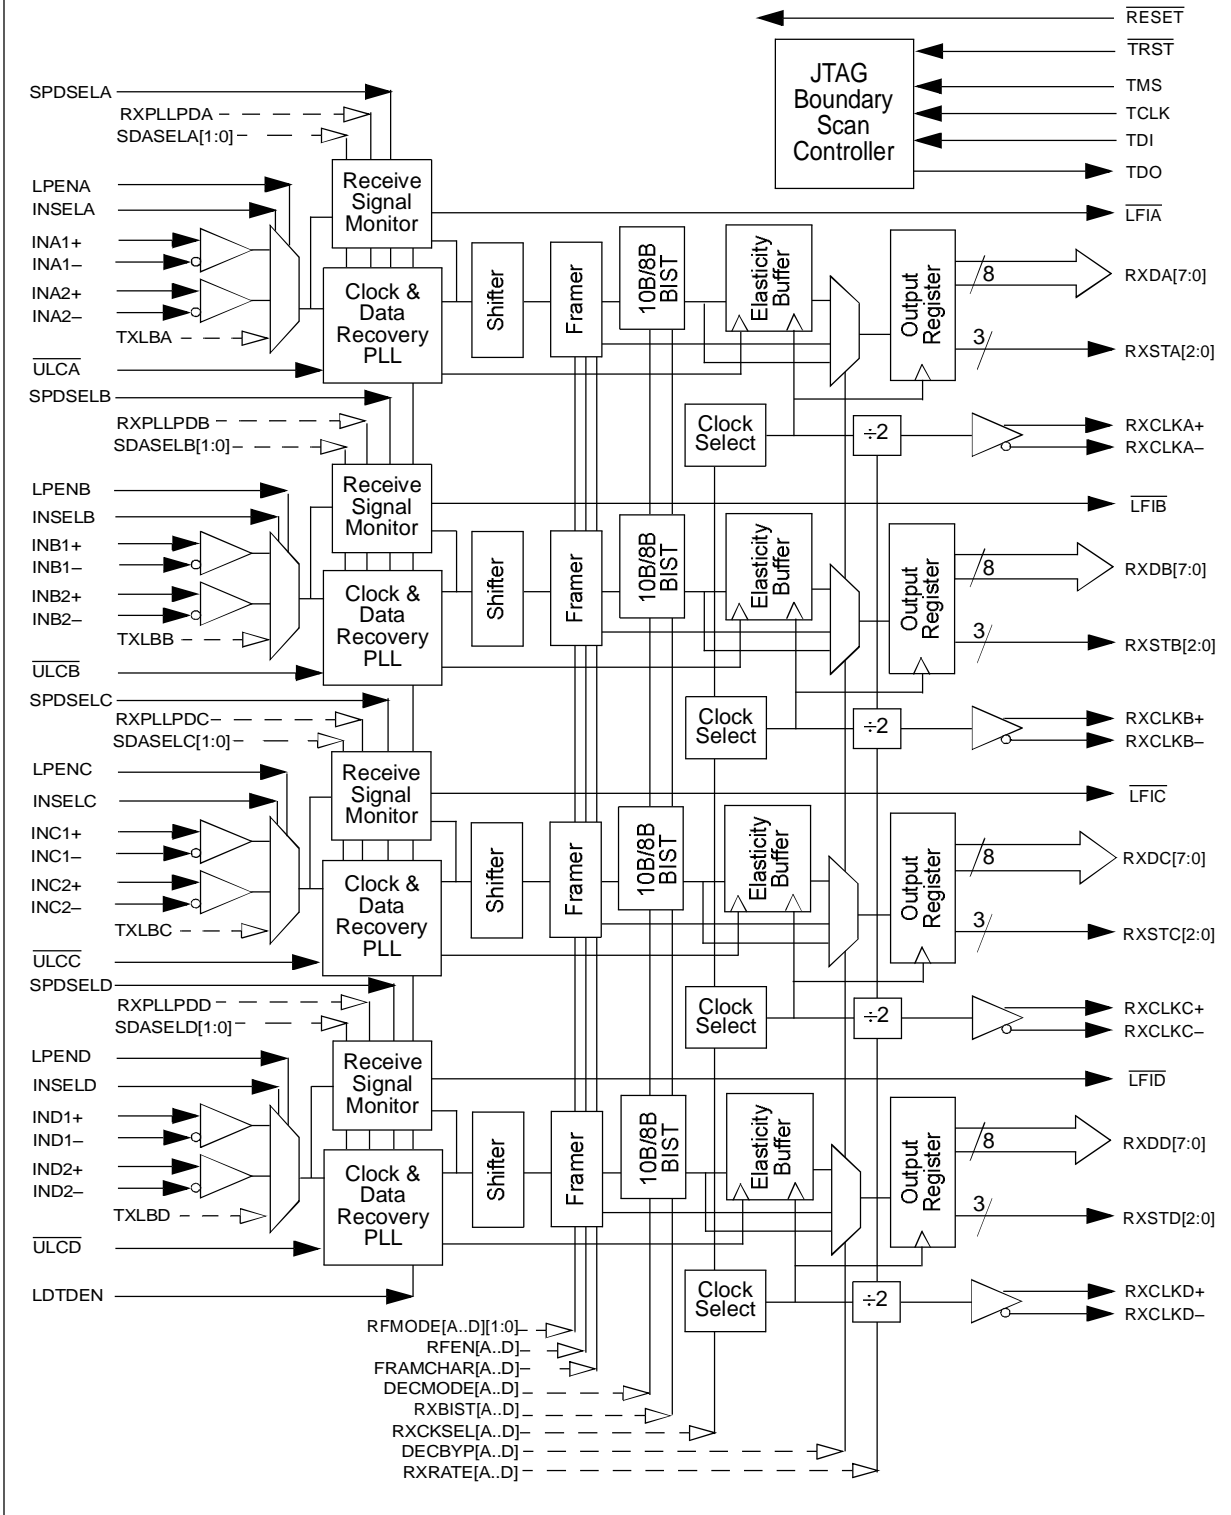 RESET
TRST
TMS
TCLK
TDI
TDO
JTAG
Boundary
Scan
Controller
SPDSELA
RXPLLPDA
SDASELA[1:0]
LPENA
INSELA
INA1+
INA1–
INA2+
INA2–
TXLBA
ULCA
Receive
Signal
Monitor
Clock &
Data
Recovery
PLL
Shifter
Framer
10B/8B
BIST
Elasticity
Buffer
Output
Register
Clock
Select
÷2
8
3
LFIA
RXDA[7:0]
RXSTA[2:0]
RXCLKA+
RXCLKA–
SPDSELB
RXPLLPDB
SDASELB[1:0]
LPENB
INSELB
INB1+
INB1–
INB2+
INB2–
TXLBB
ULCB
Receive
Signal
Monitor
Clock &
Data
Recovery
PLL
Shifter
Framer
10B/8B
BIST
Elasticity
Buffer
Output
Register
Clock
Select
÷2
8
3
LFIB
RXDB[7:0]
RXSTB[2:0]
RXCLKB+
RXCLKB–
SPDSELC
RXPLLPDC
SDASELC[1:0]
LPENC
INSELC
INC1+
INC1–
INC2+
INC2–
TXLBC
ULCC
Receive
Signal
Monitor
Clock &
Data
Recovery
PLL
Shifter
Framer
10B/8B
BIST
Elasticity
Buffer
Output
Register
Clock
Select
÷2
8
3
LFIC
RXDC[7:0]
RXSTC[2:0]
RXCLKC+
RXCLKC–
SPDSELD
RXPLLPDD
SDASELD[1:0]
LPEND
INSELD
IND1+
IND1–
IND2+
IND2–
TXLBD
ULCD
Receive
Signal
Monitor
Clock &
Data
Recovery
PLL
Shifter
Framer
10B/8B
BIST
Elasticity
Buffer
Output
Register
Clock
Select
÷2
8
3
LFID
RXDD[7:0]
RXSTD[2:0]
RXCLKD+
RXCLKD–
LDTDEN
RFMODE[A..D][1:0]
RFEN[A..D]
FRAMCHAR[A..D]
DECMODE[A..D]
RXBIST[A..D]
RXCKSEL[A..D]
DECBYP[A..D]
RXRATE[A..D]